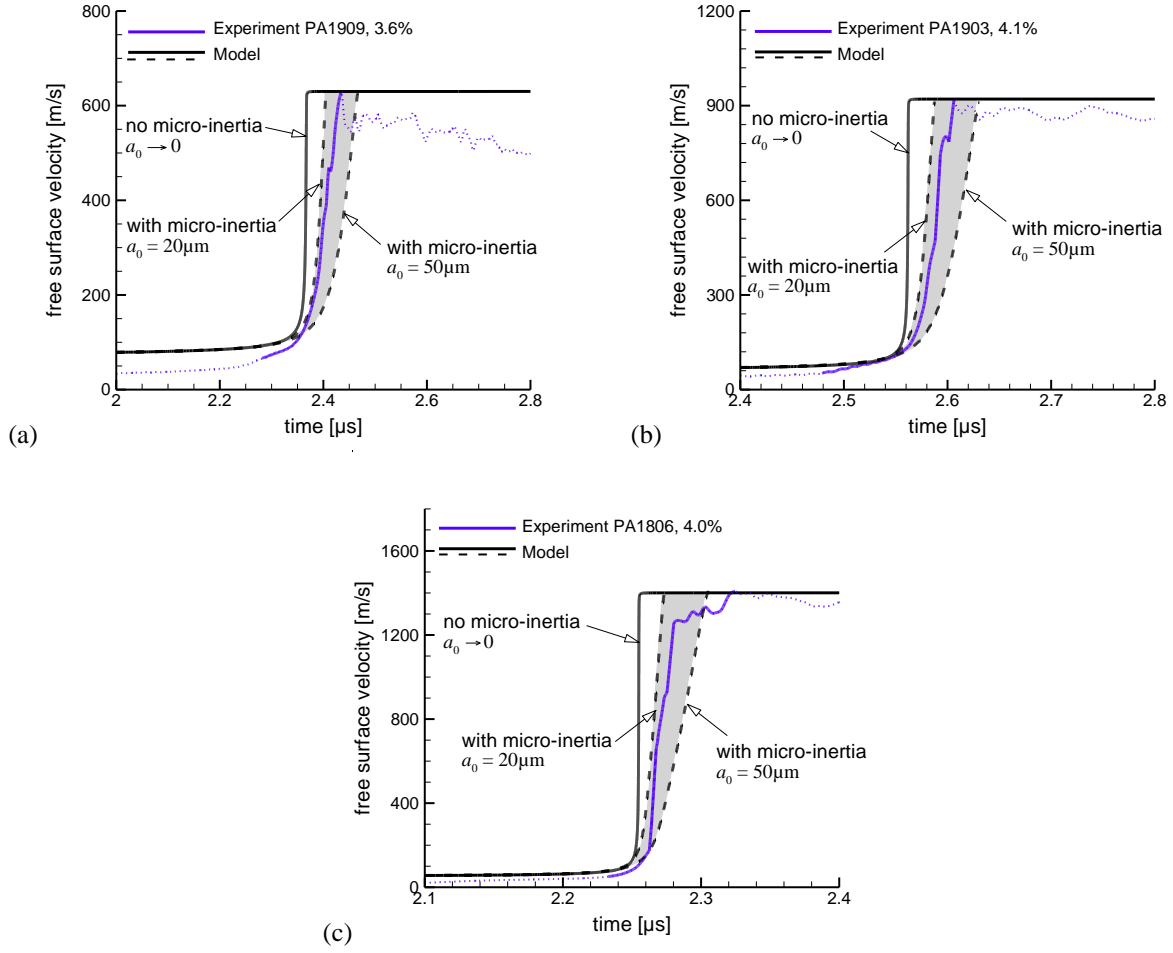 800
600
400
200
0
free surface velocity [m/s]
Experiment PA1909, 3.6%
Model
no micro-inertia
a₀ → 0
with micro-inertia
a₀ = 20µm
with micro-inertia
a₀ = 50µm
2 2.2 2.4 2.6 2.8
time [µs]
(a)
1200
900
600
300
0
free surface velocity [m/s]
Experiment PA1903, 4.1%
Model
no micro-inertia
a₀ → 0
with micro-inertia
a₀ = 20µm
with micro-inertia
a₀ = 50µm
2.4 2.5 2.6 2.7 2.8
time [µs]
(b)
1600
1200
800
400
0
free surface velocity [m/s]
Experiment PA1806, 4.0%
Model
no micro-inertia
a₀ → 0
with micro-inertia
a₀ = 20µm
with micro-inertia
a₀ = 50µm
2.1 2.2 2.3 2.4
time [µs]
(c)